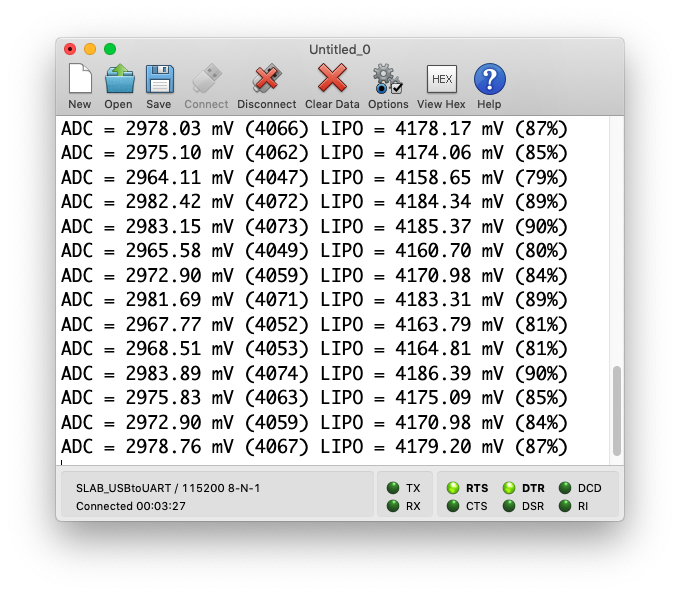 Untitled_0
New Open Save Connect Disconnect Clear Data Options HEX View Hex ? Help
ADC = 2978.03 mV (4066) LIPO = 4178.17 mV (87%)
ADC = 2975.10 mV (4062) LIPO = 4174.06 mV (85%)
ADC = 2964.11 mV (4047) LIPO = 4158.65 mV (79%)
ADC = 2982.42 mV (4072) LIPO = 4184.34 mV (89%)
ADC = 2983.15 mV (4073) LIPO = 4185.37 mV (90%)
ADC = 2965.58 mV (4049) LIPO = 4160.70 mV (80%)
ADC = 2972.90 mV (4059) LIPO = 4170.98 mV (84%)
ADC = 2981.69 mV (4071) LIPO = 4183.31 mV (89%)
ADC = 2967.77 mV (4052) LIPO = 4163.79 mV (81%)
ADC = 2968.51 mV (4053) LIPO = 4164.81 mV (81%)
ADC = 2983.89 mV (4074) LIPO = 4186.39 mV (90%)
ADC = 2975.83 mV (4063) LIPO = 4175.09 mV (85%)
ADC = 2972.90 mV (4059) LIPO = 4170.98 mV (84%)
ADC = 2978.76 mV (4067) LIPO = 4179.20 mV (87%)
SLAB_USBtoUART / 115200 8-N-1 TX RTS DTR DCD
Connected 00:03:27 RX CTS DSR RI